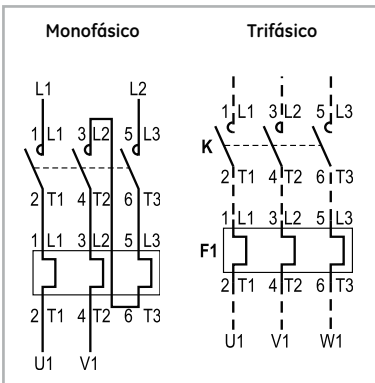 Monofásico Trifásico
L1 L2
1 L1 3 L2 5 L3 1 L1 3 L2 5 L3
K
2 T1 4 T2 6 T3 2 T1 4 T2 6 T3
1 L1 3 L2 5 L3 1 L1 3 L2 5 L3
F1
2 T1 4 T2 6 T3 2 T1 4 T2 6 T3
U1 V1 U1 V1 W1